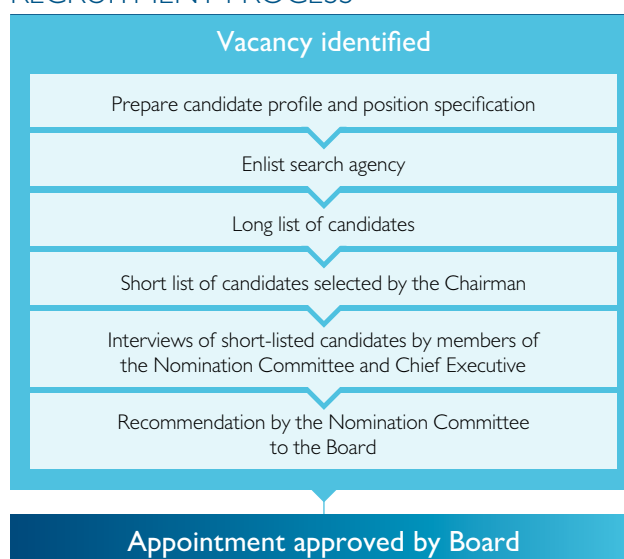 RECRUITMENT PROCESS
Vacancy identified
Prepare candidate profile and position specification
Enlist search agency
Long list of candidates
Short list of candidates selected by the Chairman
Interviews of short-listed candidates by members of
the Nomination Committee and Chief Executive
Recommendation by the Nomination Committee
to the Board
Appointment approved by Board